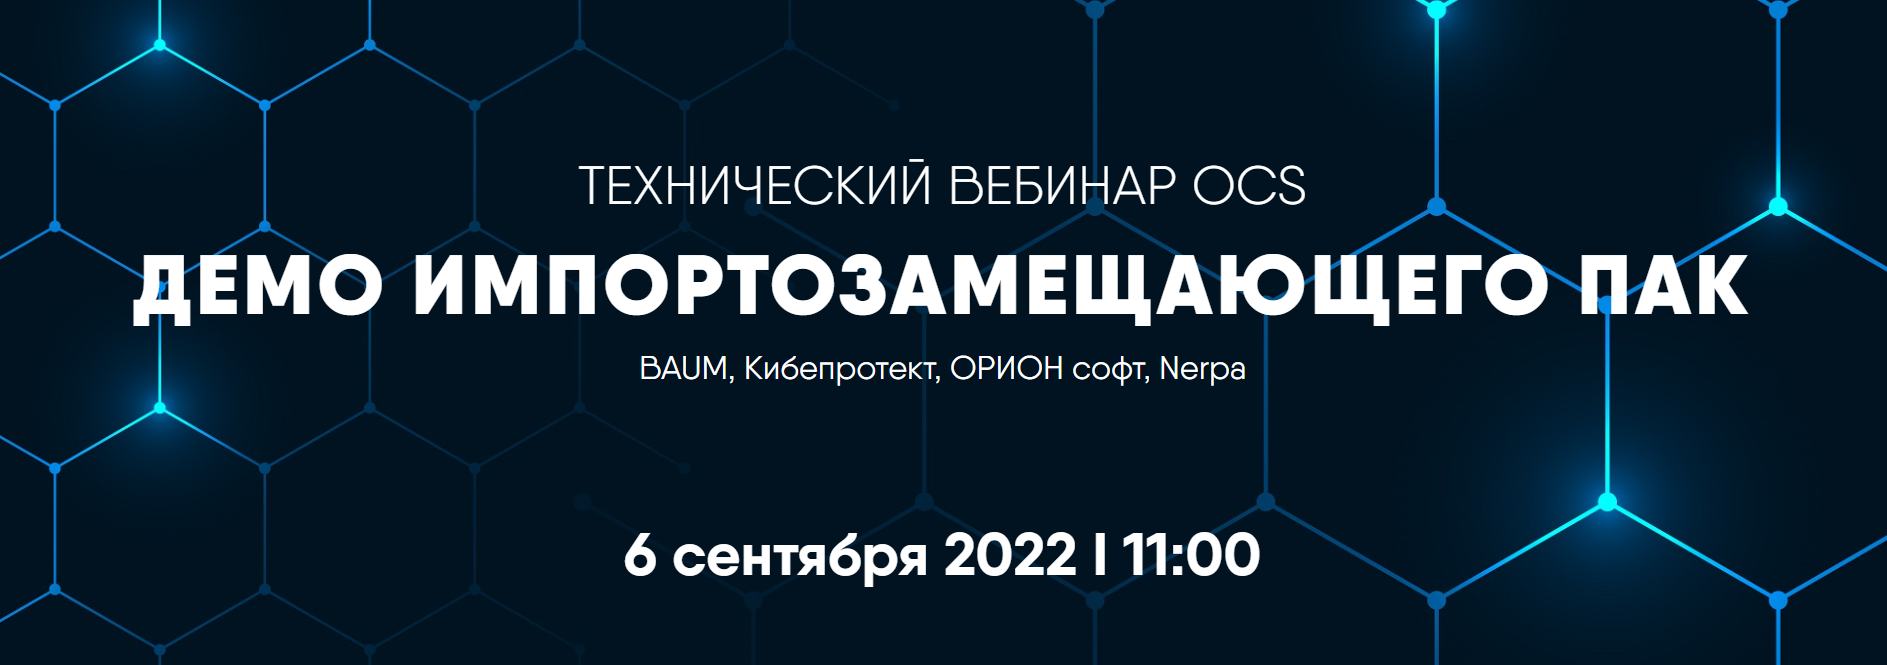 ТЕХНИЧЕСКИЙ ВЕБИНАР OCS
ДЕМО ИМПОРТОЗАМЕЩАЮЩЕГО ПАК
BAUM, Кибепротект, ОРИОН софт, Nerpa
6 сентября 2022 | 11:00